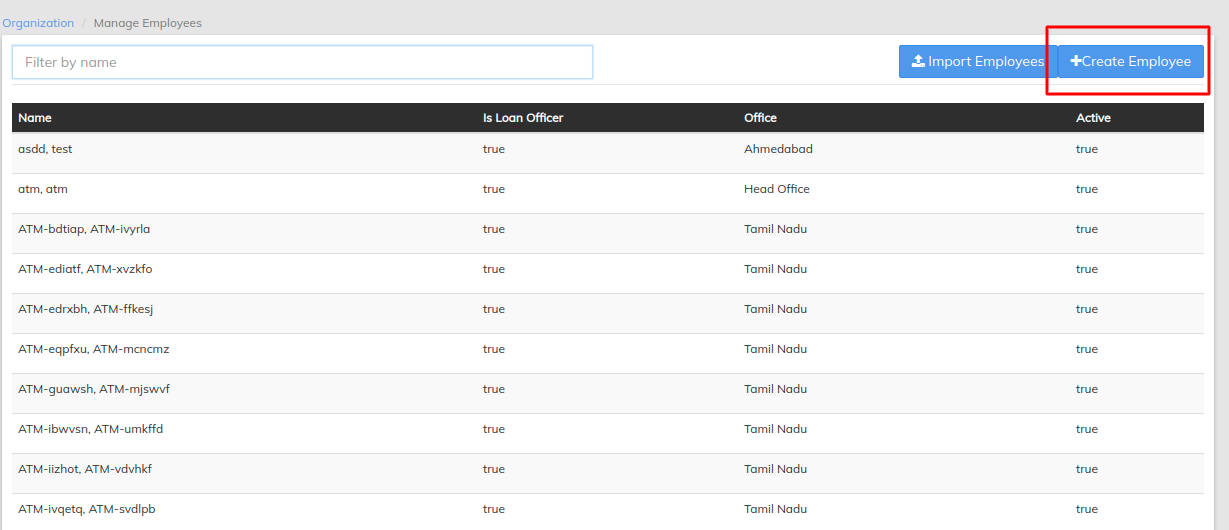 Organization / Manage Employees
Filter by name Import Employees Create Employee
Name Is Loan Officer Office Active
asdd, test true Ahmedabad true
atm, atm true Head Office true
ATM-bdtiap, ATM-ivyrla true Tamil Nadu true
ATM-ediatf, ATM-xvzkfo true Tamil Nadu true
ATM-edrxbh, ATM-ffkesj true Tamil Nadu true
ATM-eqpfxu, ATM-mcncmz true Tamil Nadu true
ATM-guawsh, ATM-mjswvf true Tamil Nadu true
ATM-ibwvsn, ATM-umkffd true Tamil Nadu true
ATM-iizhot, ATM-vdvhkf true Tamil Nadu true
ATM-ivqetq, ATM-svdlpb true Tamil Nadu true